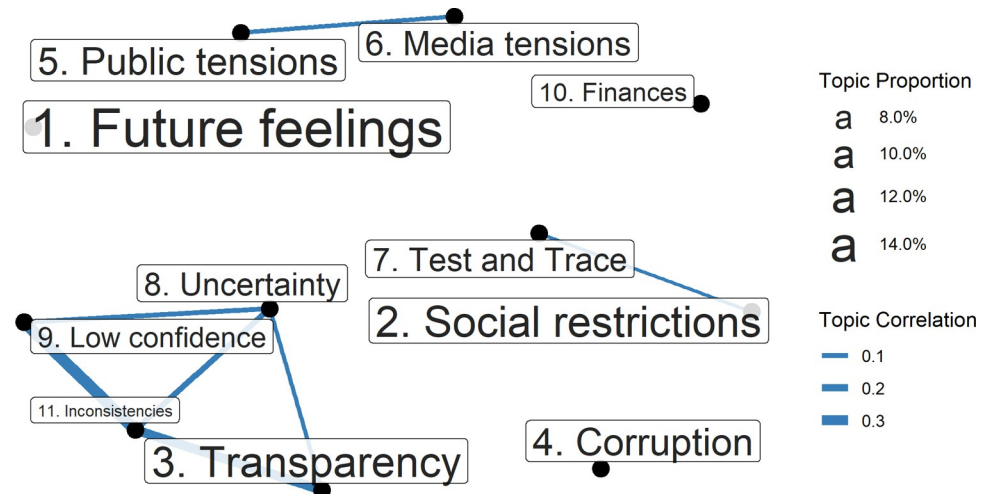 6. Media tensions
5. Public tensions
10. Finances
1. Future feelings
7. Test and Trace
8. Uncertainty
2. Social restrictions
9. Low confidence
11. Inconsistencies
3. Transparency
4. Corruption
Topic Proportion
a 8.0%
a 10.0%
a 12.0%
a 14.0%
Topic Correlation
0.1
0.2
0.3